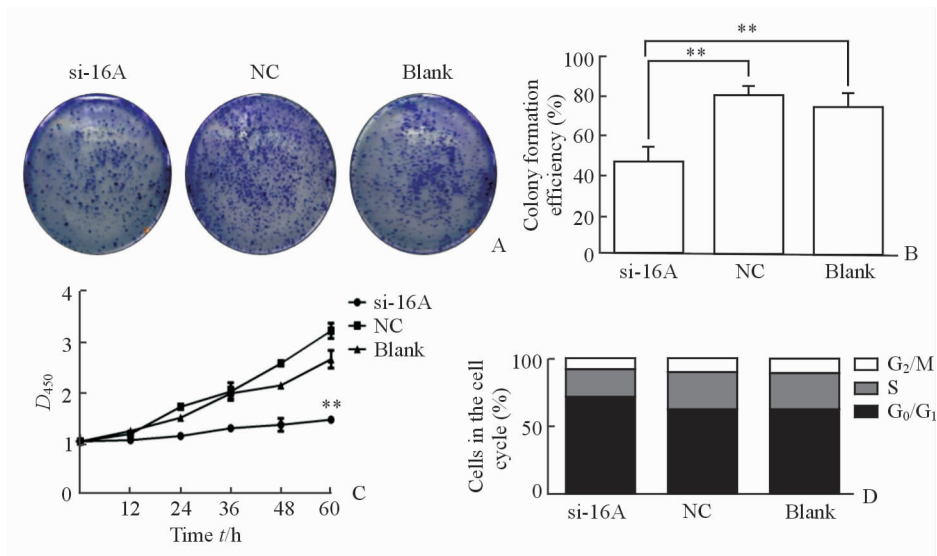 si-16A NC Blank
A
**
**
100
80
60
40
20
0
Colony formation
efficiency (%)
si-16A NC Blank
B
4
3
2
1
0
D450
si-16A
NC
Blank
**
12 24 36 48 60
Time t/h
C
100
50
0
Cells in the cell
cycle (%)
G2/M
S
G0/G1
si-16A NC Blank
D